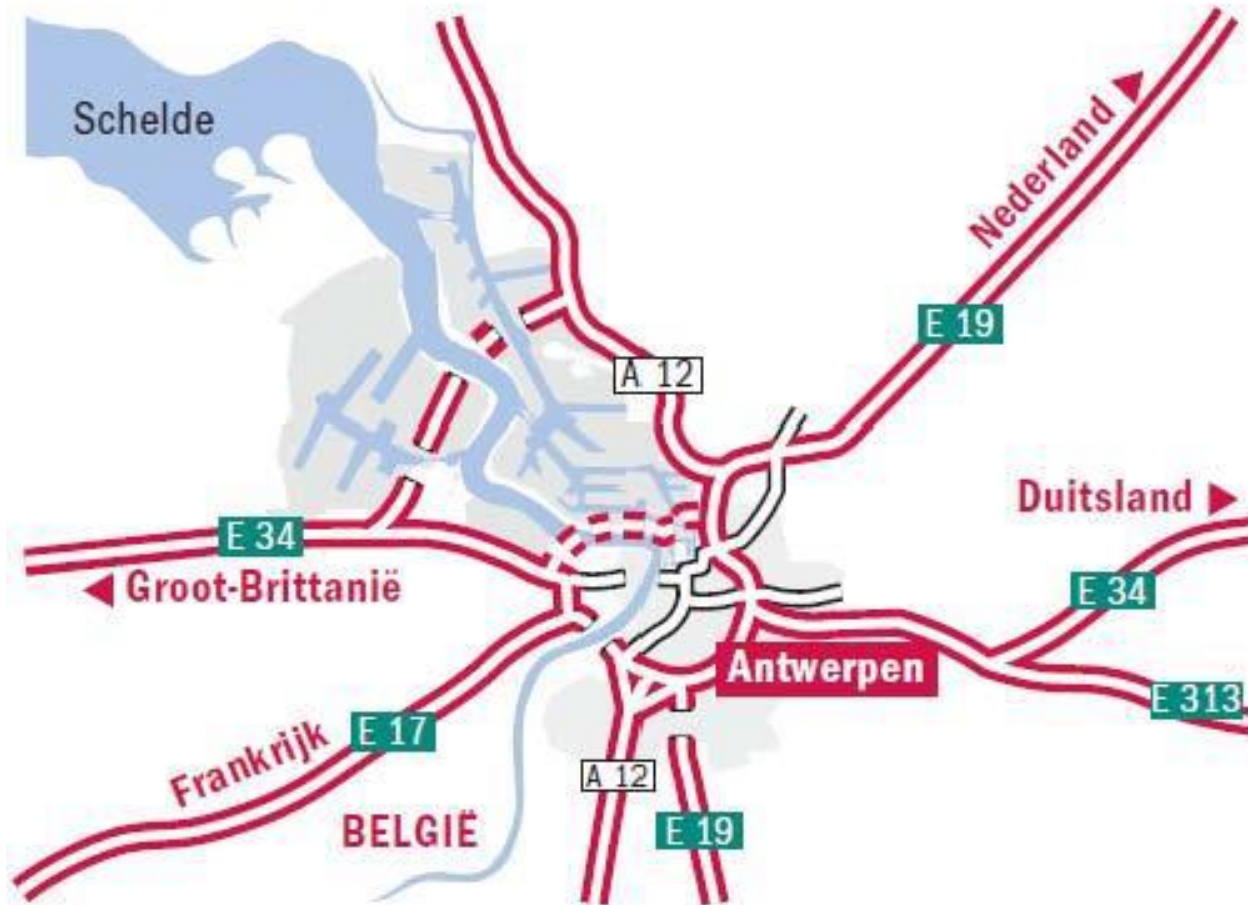 Schelde
Nederland
E 19
A 12
Duitsland
E 34
Groot-Brittanië
E 34
Antwerpen
E 313
Frankrijk
E 17
A 12
BELGIË
E 19